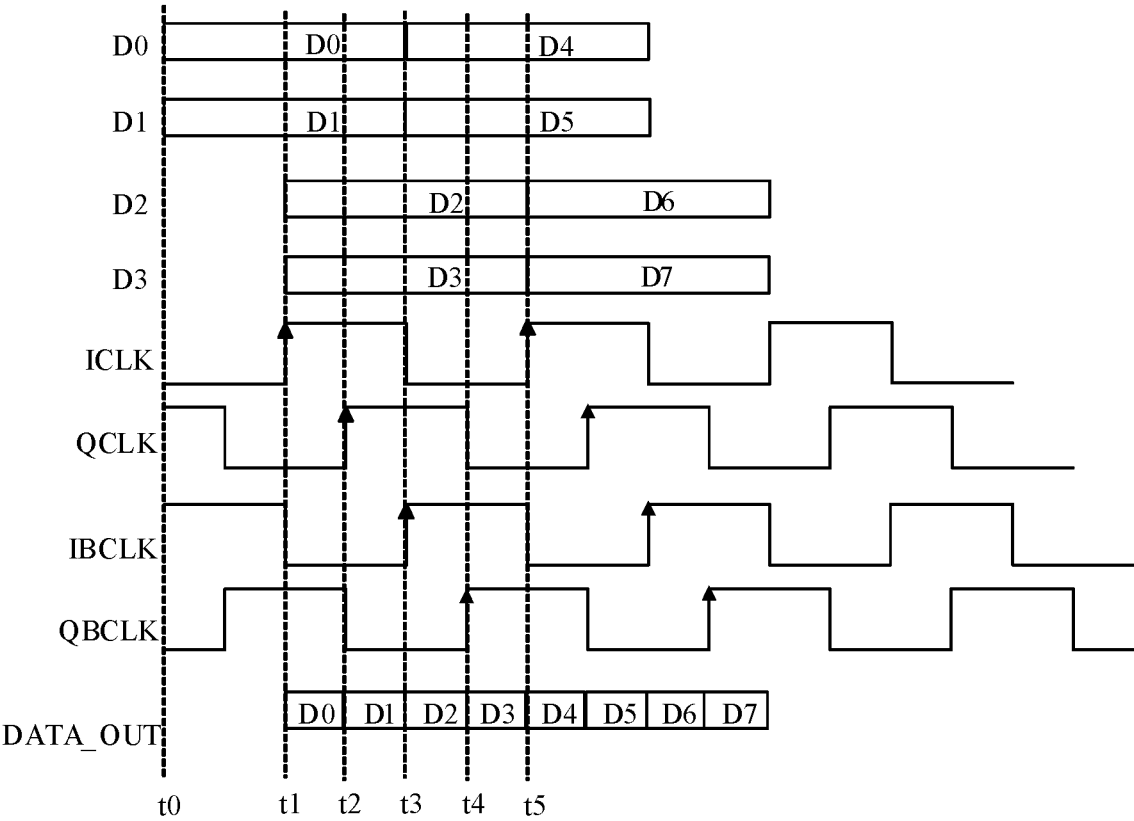 D0 D0 D4
D1 D1 D5
D2 D2 D6
D3 D3 D7
ICLK
QCLK
IBCLK
QBCLK
D0 D1 D2 D3 D4 D5 D6 D7
DATA_OUT
t0 t1 t2 t3 t4 t5